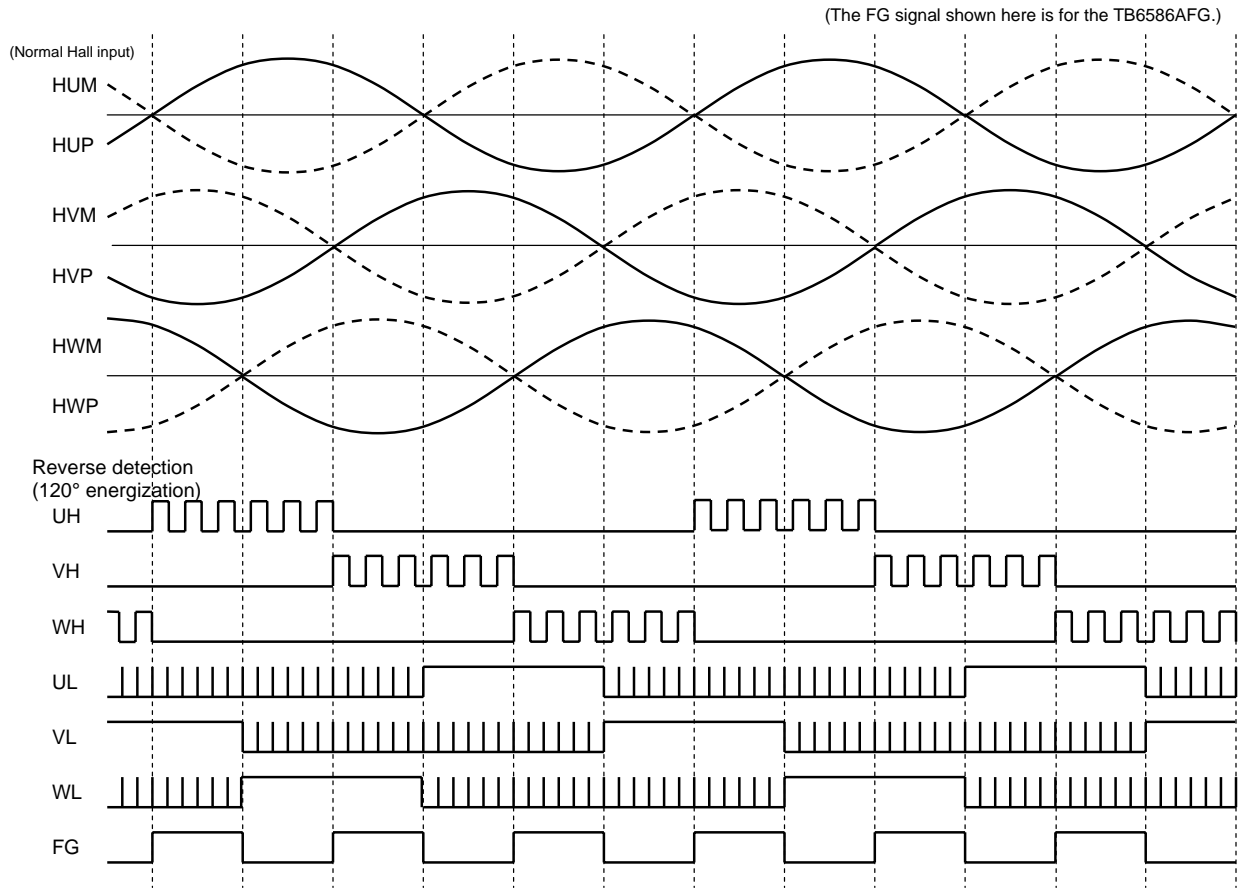 (The FG signal shown here is for the TB6586AFG.)
(Normal Hall input)
HUM
HUP
HVM
HVP
HWM
HWP
Reverse detection
(120° energization)
UH
VH
WH
UL
VL
WL
FG